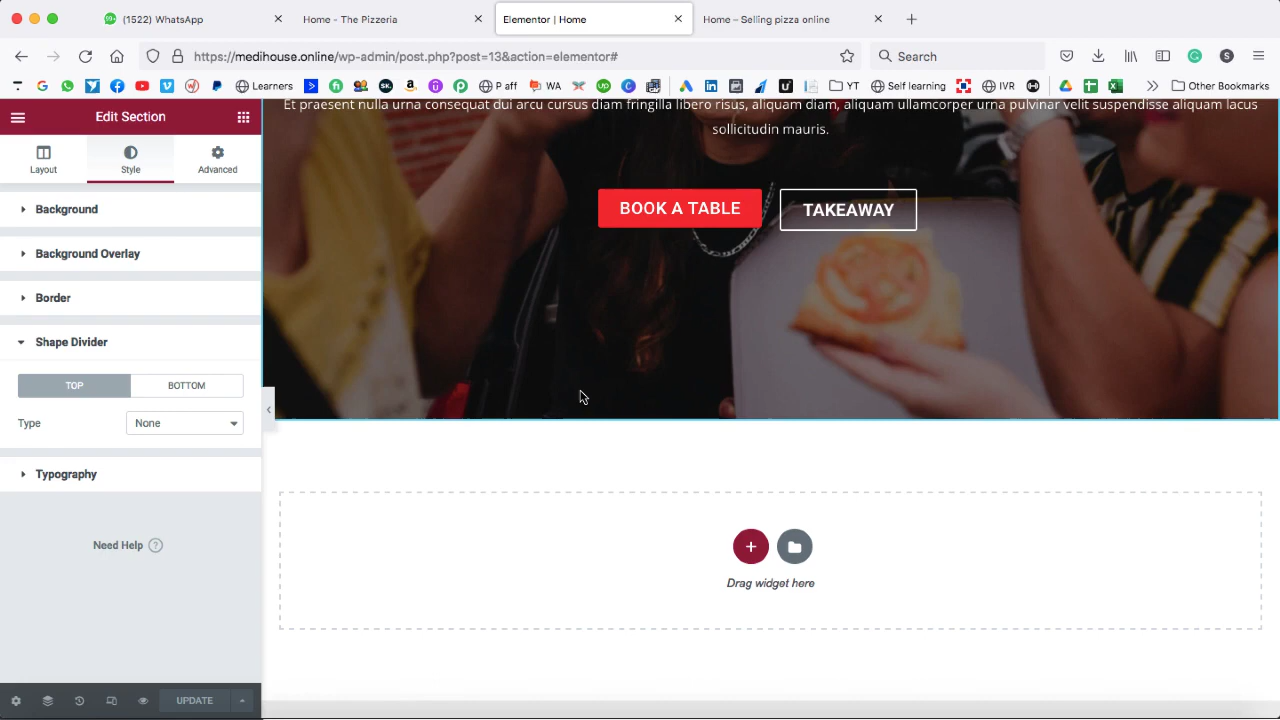 (1522) WhatsApp
Home - The Pizzeria
Elementor | Home
Home – Selling pizza online
https://medihouse.online/wp-admin/post.php?post=13&action=elementor#
Search
Learners
P aff
WA
YT
Self learning
IVR
Other Bookmarks
Edit Section
Layout
Style
Advanced
Background
Background Overlay
Border
Shape Divider
TOP
BOTTOM
Type
None
Typography
Need Help ?
UPDATE
Et praesent nulla urna consequat dui arcu cursus diam fringilla libero risus, aliquam diam, aliquam ullamcorper urna pulvinar velit suspendisse aliquam lacus
sollicitudin mauris.
BOOK A TABLE
TAKEAWAY
Drag widget here